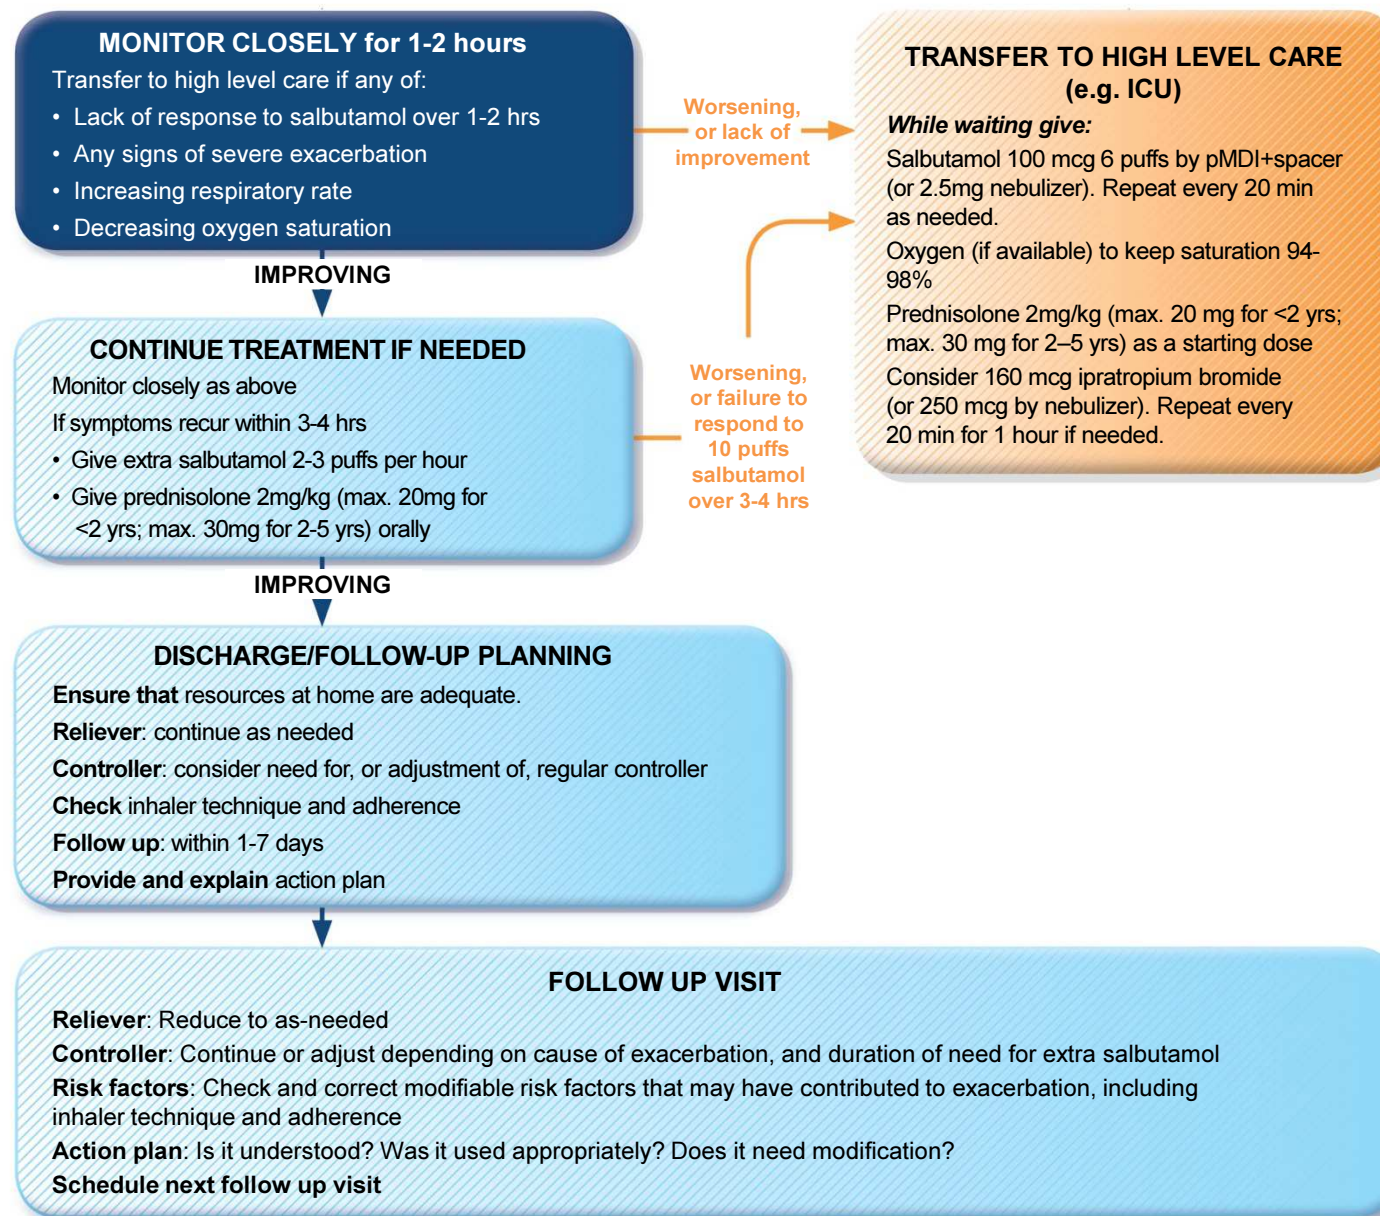 MONITOR CLOSELY for 1-2 hours
Transfer to high level care if any of:
• Lack of response to salbutamol over 1-2 hrs
• Any signs of severe exacerbation
• Increasing respiratory rate
• Decreasing oxygen saturation
Worsening,
or lack of
improvement
TRANSFER TO HIGH LEVEL CARE
(e.g. ICU)
While waiting give:
Salbutamol 100 mcg 6 puffs by pMDI+spacer
(or 2.5mg nebulizer). Repeat every 20 min
as needed.
Oxygen (if available) to keep saturation 94-
98%
Prednisolone 2mg/kg (max. 20 mg for <2 yrs;
max. 30 mg for 2–5 yrs) as a starting dose
Consider 160 mcg ipratropium bromide
(or 250 mcg by nebulizer). Repeat every
20 min for 1 hour if needed.
IMPROVING
CONTINUE TREATMENT IF NEEDED
Monitor closely as above
If symptoms recur within 3-4 hrs
• Give extra salbutamol 2-3 puffs per hour
• Give prednisolone 2mg/kg (max. 20mg for
<2 yrs; max. 30mg for 2-5 yrs) orally
Worsening,
or failure to
respond to
10 puffs
salbutamol
over 3-4 hrs
IMPROVING
DISCHARGE/FOLLOW-UP PLANNING
Ensure that resources at home are adequate.
Reliever: continue as needed
Controller: consider need for, or adjustment of, regular controller
Check inhaler technique and adherence
Follow up: within 1-7 days
Provide and explain action plan
FOLLOW UP VISIT
Reliever: Reduce to as-needed
Controller: Continue or adjust depending on cause of exacerbation, and duration of need for extra salbutamol
Risk factors: Check and correct modifiable risk factors that may have contributed to exacerbation, including
inhaler technique and adherence
Action plan: Is it understood? Was it used appropriately? Does it need modification?
Schedule next follow up visit